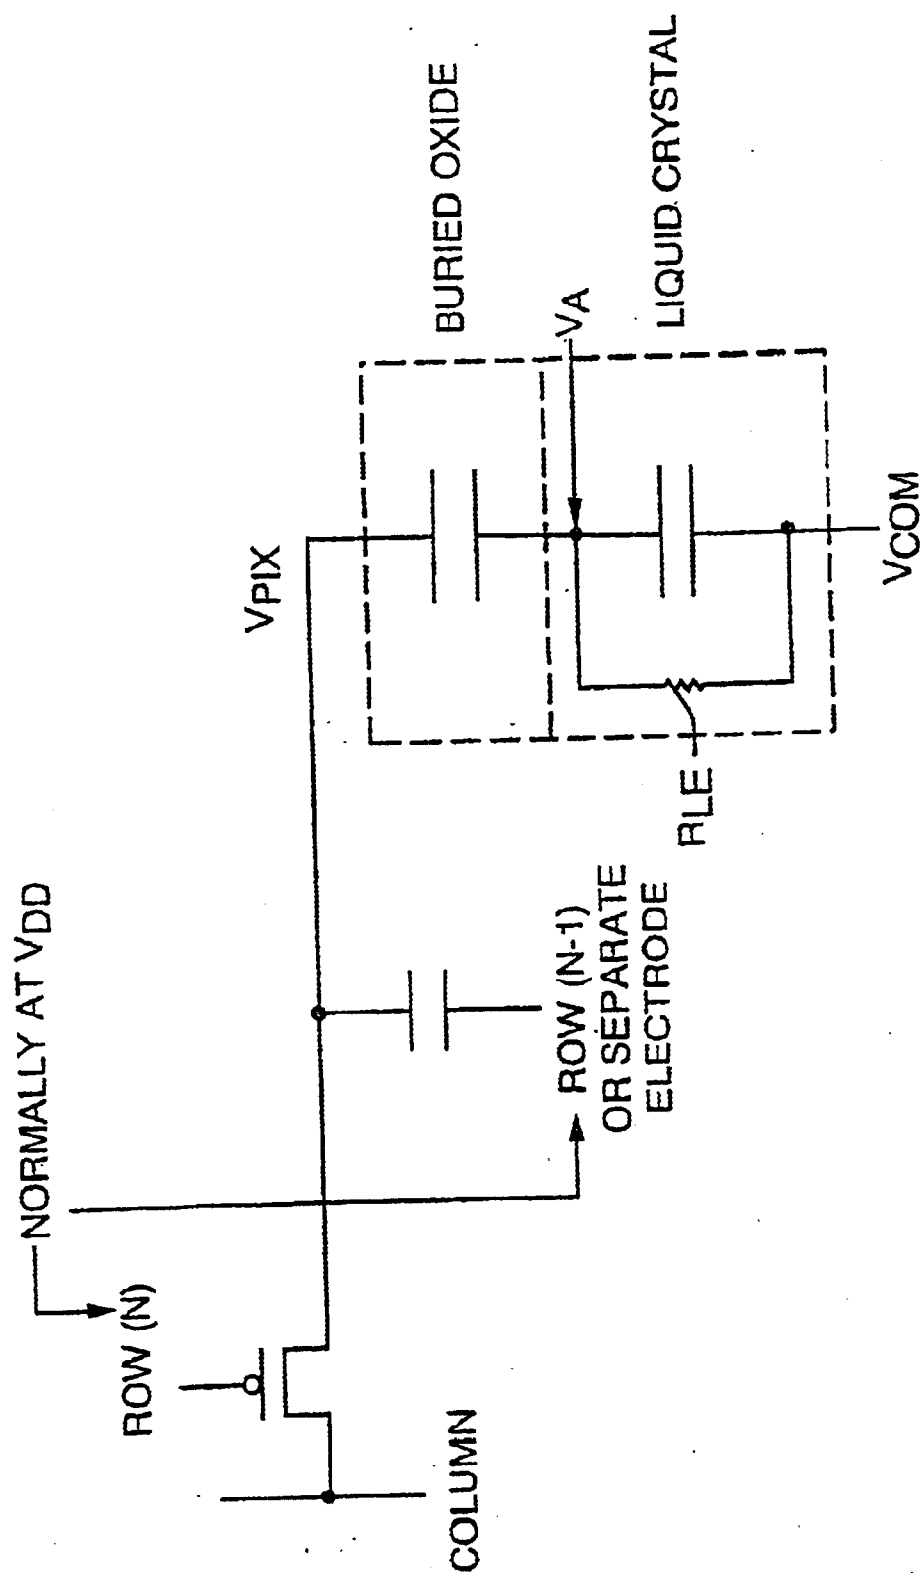 NORMALLY AT VDD
ROW (N)
COLUMN
ROW (N-1)
OR SEPARATE
ELECTRODE
VPIX
BURIED OXIDE
VA
LIQUID CRYSTAL
RLE
VCOM